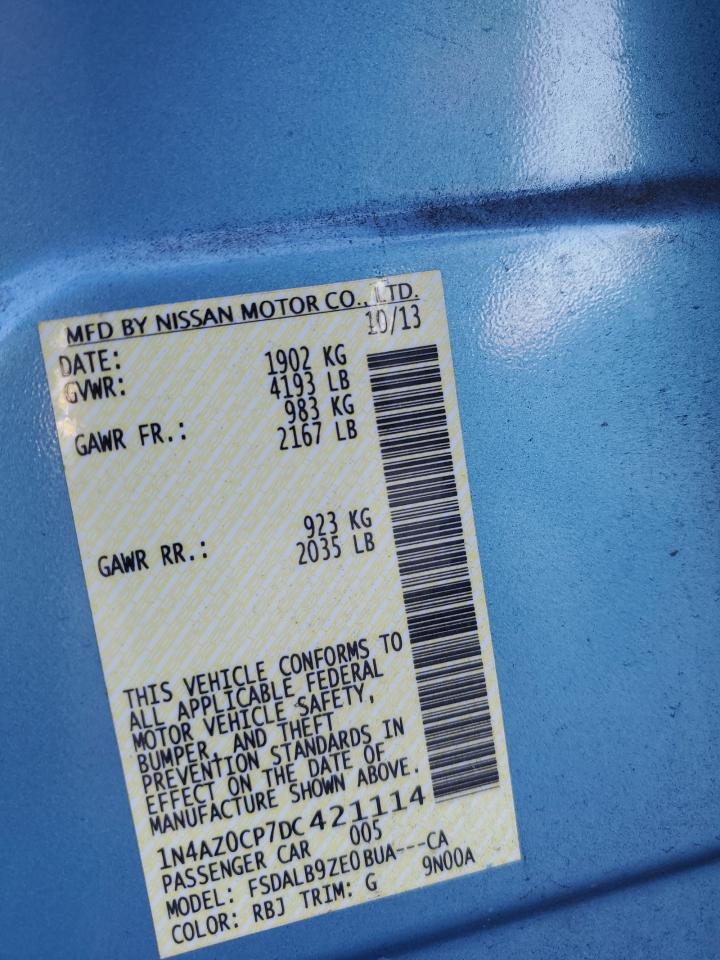 MFD BY NISSAN MOTOR CO., LTD.
DATE: 10/13
GVWR: 1902 KG
4193 LB
GAWR FR.: 983 KG
2167 LB
GAWR RR.: 923 KG
2035 LB
THIS VEHICLE CONFORMS TO
ALL APPLICABLE FEDERAL
MOTOR VEHICLE SAFETY,
BUMPER, AND THEFT
PREVENTION STANDARDS IN
EFFECT ON THE DATE OF
MANUFACTURE SHOWN ABOVE.
1N4AZ0CP7DC421114
PASSENGER CAR 005
MODEL: FSDALB9ZE0BUA---CA
COLOR: RBJ TRIM: G 9N00A